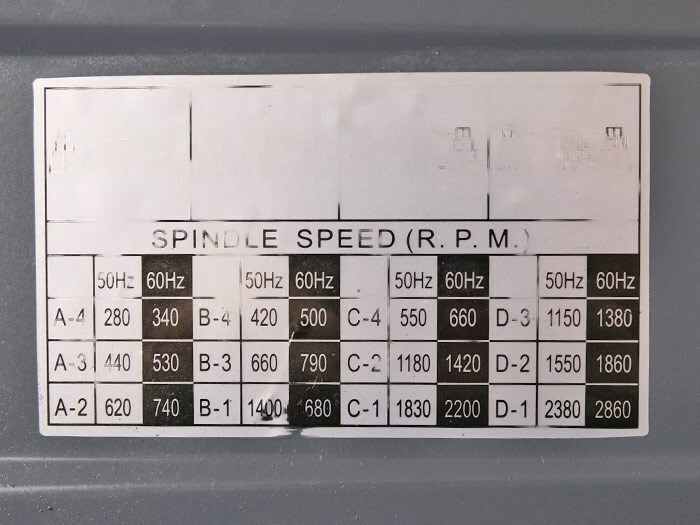 SPINDLE SPEED (R. P. M.)
50Hz 60Hz 50Hz 60Hz 50Hz 60Hz 50Hz 60Hz
A-4 280 340 B-4 420 500 C-4 550 660 D-3 1150 1380
A-3 440 530 B-3 660 790 C-2 1180 1420 D-2 1550 1860
A-2 620 740 B-1 1400 1680 C-1 1830 2200 D-1 2380 2860